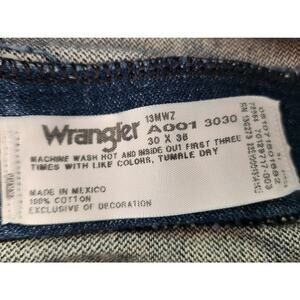 13MWZ
Wrangler A001 3030
30 X 36
MACHINE WASH HOT AND INSIDE OUT FIRST THREE
TIMES WITH LIKE COLORS, TUMBLE DRY
MADE IN MEXICO
100% COTTON
EXCLUSIVE OF DECORATION